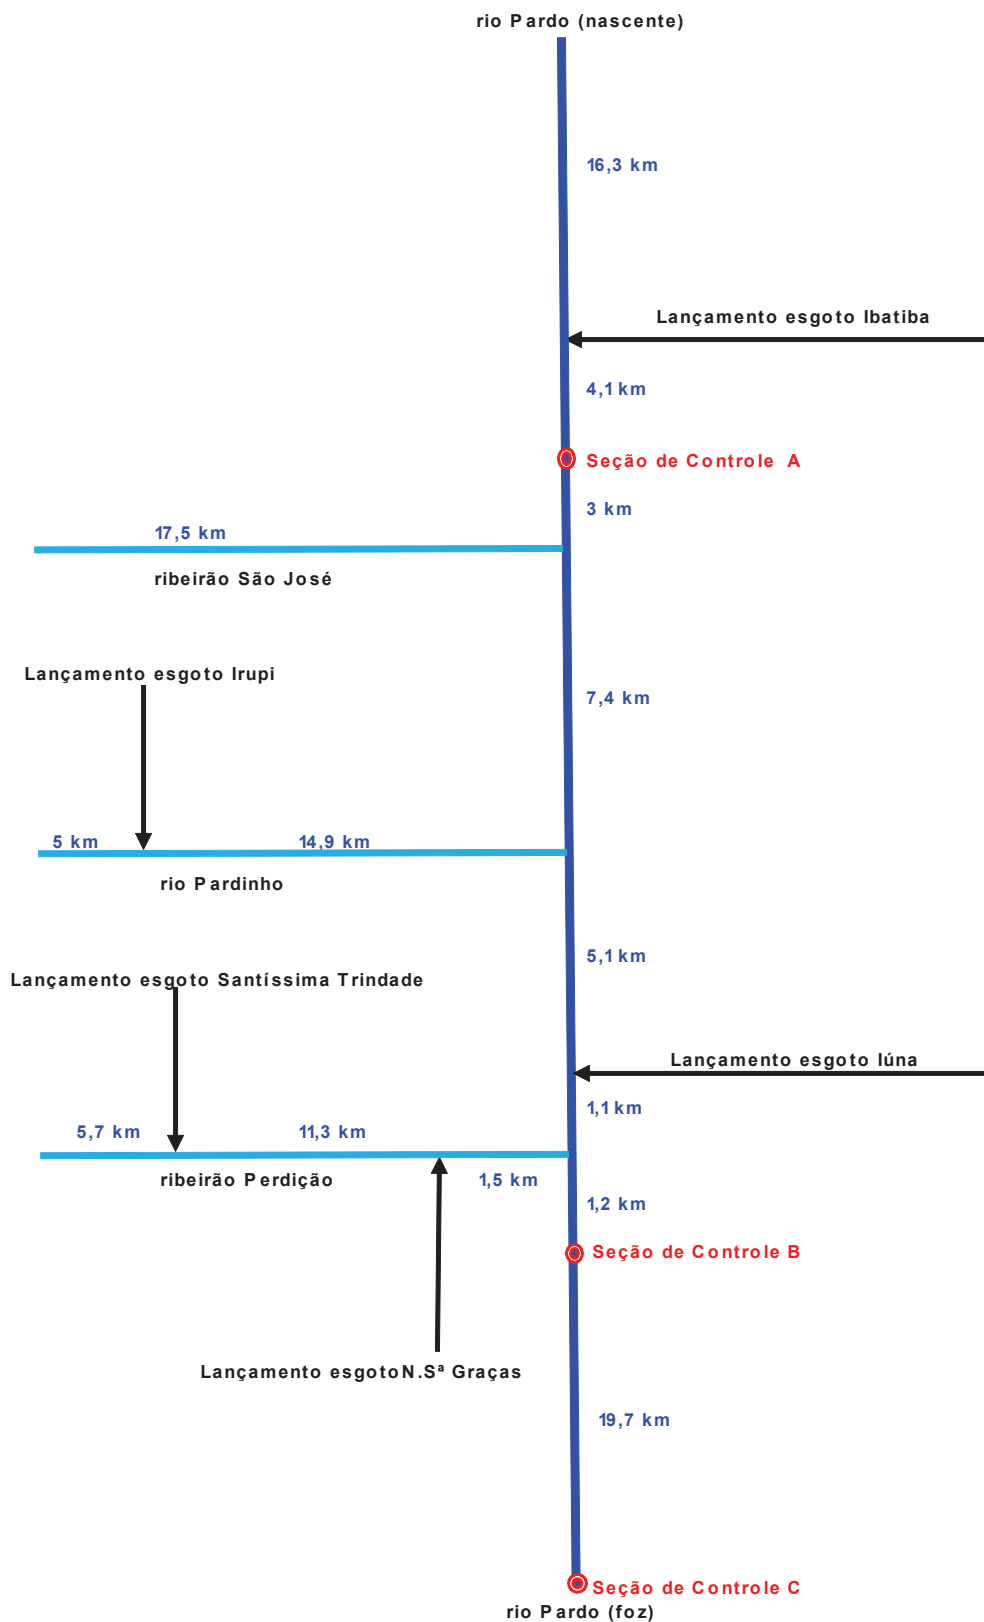 rio Pardo (nascente)
16,3 km
Lançamento esgoto Ibatiba
4,1 km
Seção de Controle A
3 km
17,5 km
ribeirão São José
Lançamento esgoto Irupi
7,4 km
5 km
14,9 km
rio Pardinho
5,1 km
Lançamento esgoto Santíssima Trindade
Lançamento esgoto Iúna
1,1 km
5,7 km
11,3 km
ribeirão Perdição
1,5 km
1,2 km
Seção de Controle B
Lançamento esgoto N.Sª Graças
19,7 km
Seção de Controle C
rio Pardo (foz)